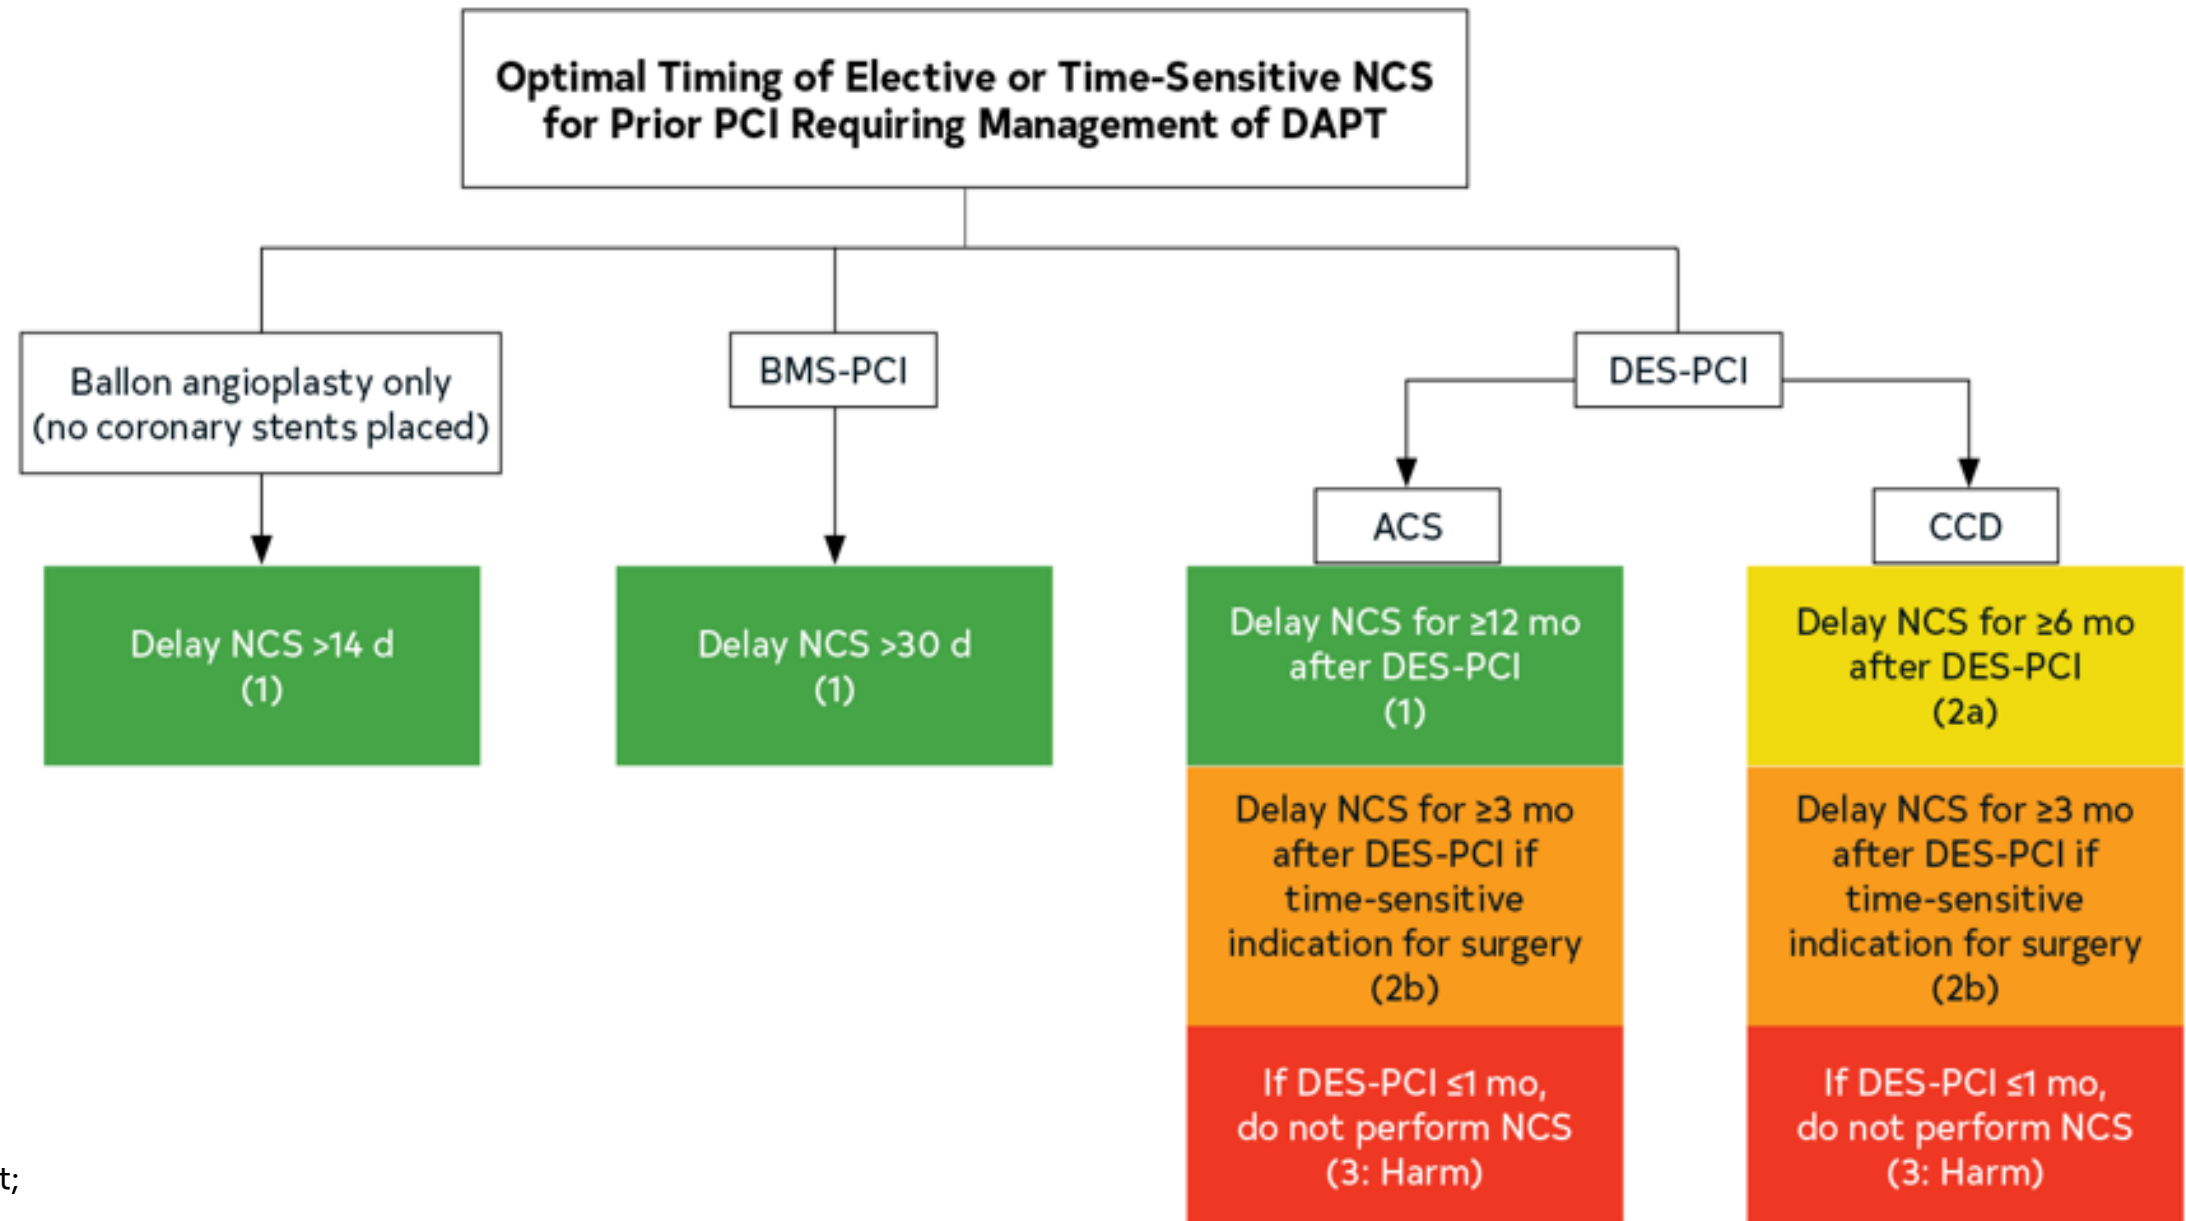 Optimal Timing of Elective or Time-Sensitive NCS
for Prior PCI Requiring Management of DAPT
Ballon angioplasty only
(no coronary stents placed)
BMS-PCI
DES-PCI
ACS
CCD
Delay NCS >14 d
(1)
Delay NCS >30 d
(1)
Delay NCS for ≥12 mo
after DES-PCI
(1)
Delay NCS for ≥3 mo
after DES-PCI if
time-sensitive
indication for surgery
(2b)
If DES-PCI ≤1 mo,
do not perform NCS
(3: Harm)
Delay NCS for ≥6 mo
after DES-PCI
(2a)
Delay NCS for ≥3 mo
after DES-PCI if
time-sensitive
indication for surgery
(2b)
If DES-PCI ≤1 mo,
do not perform NCS
(3: Harm)
t;